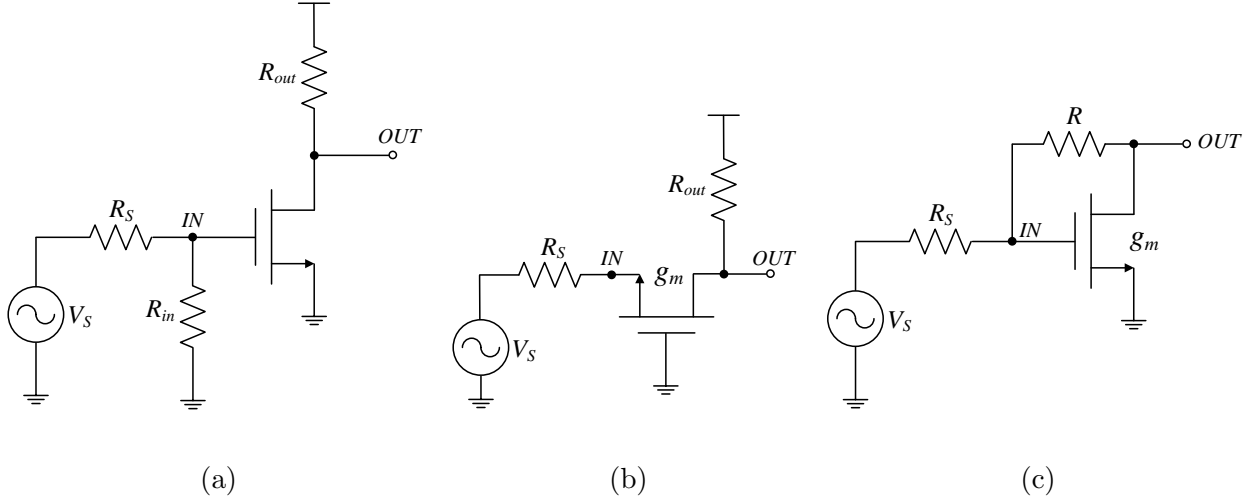 R_out
OUT
R_S
IN
R_in
V_S
(a)
R_out
R_S
IN
g_m
OUT
V_S
(b)
R
OUT
R_S
IN
g_m
V_S
(c)